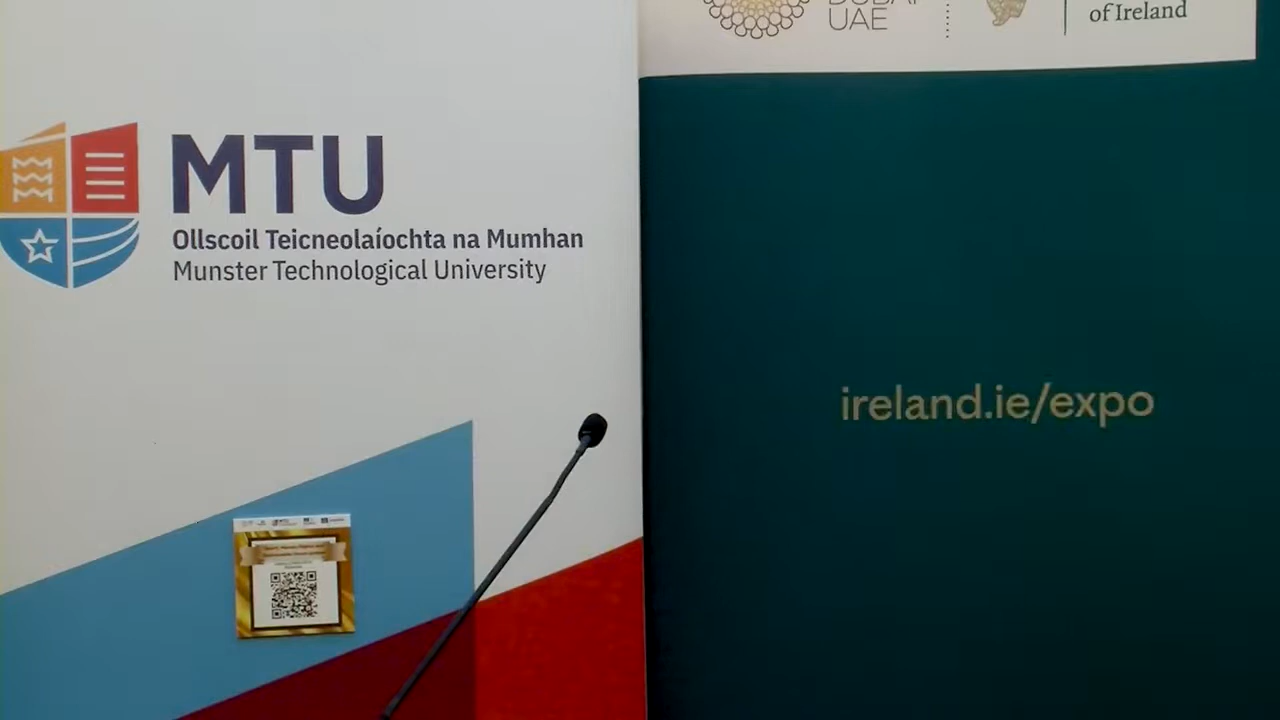 MTU
Ollscoil Teicneolaíochta na Mumhan
Munster Technological University
UAE
of Ireland
ireland.ie/expo